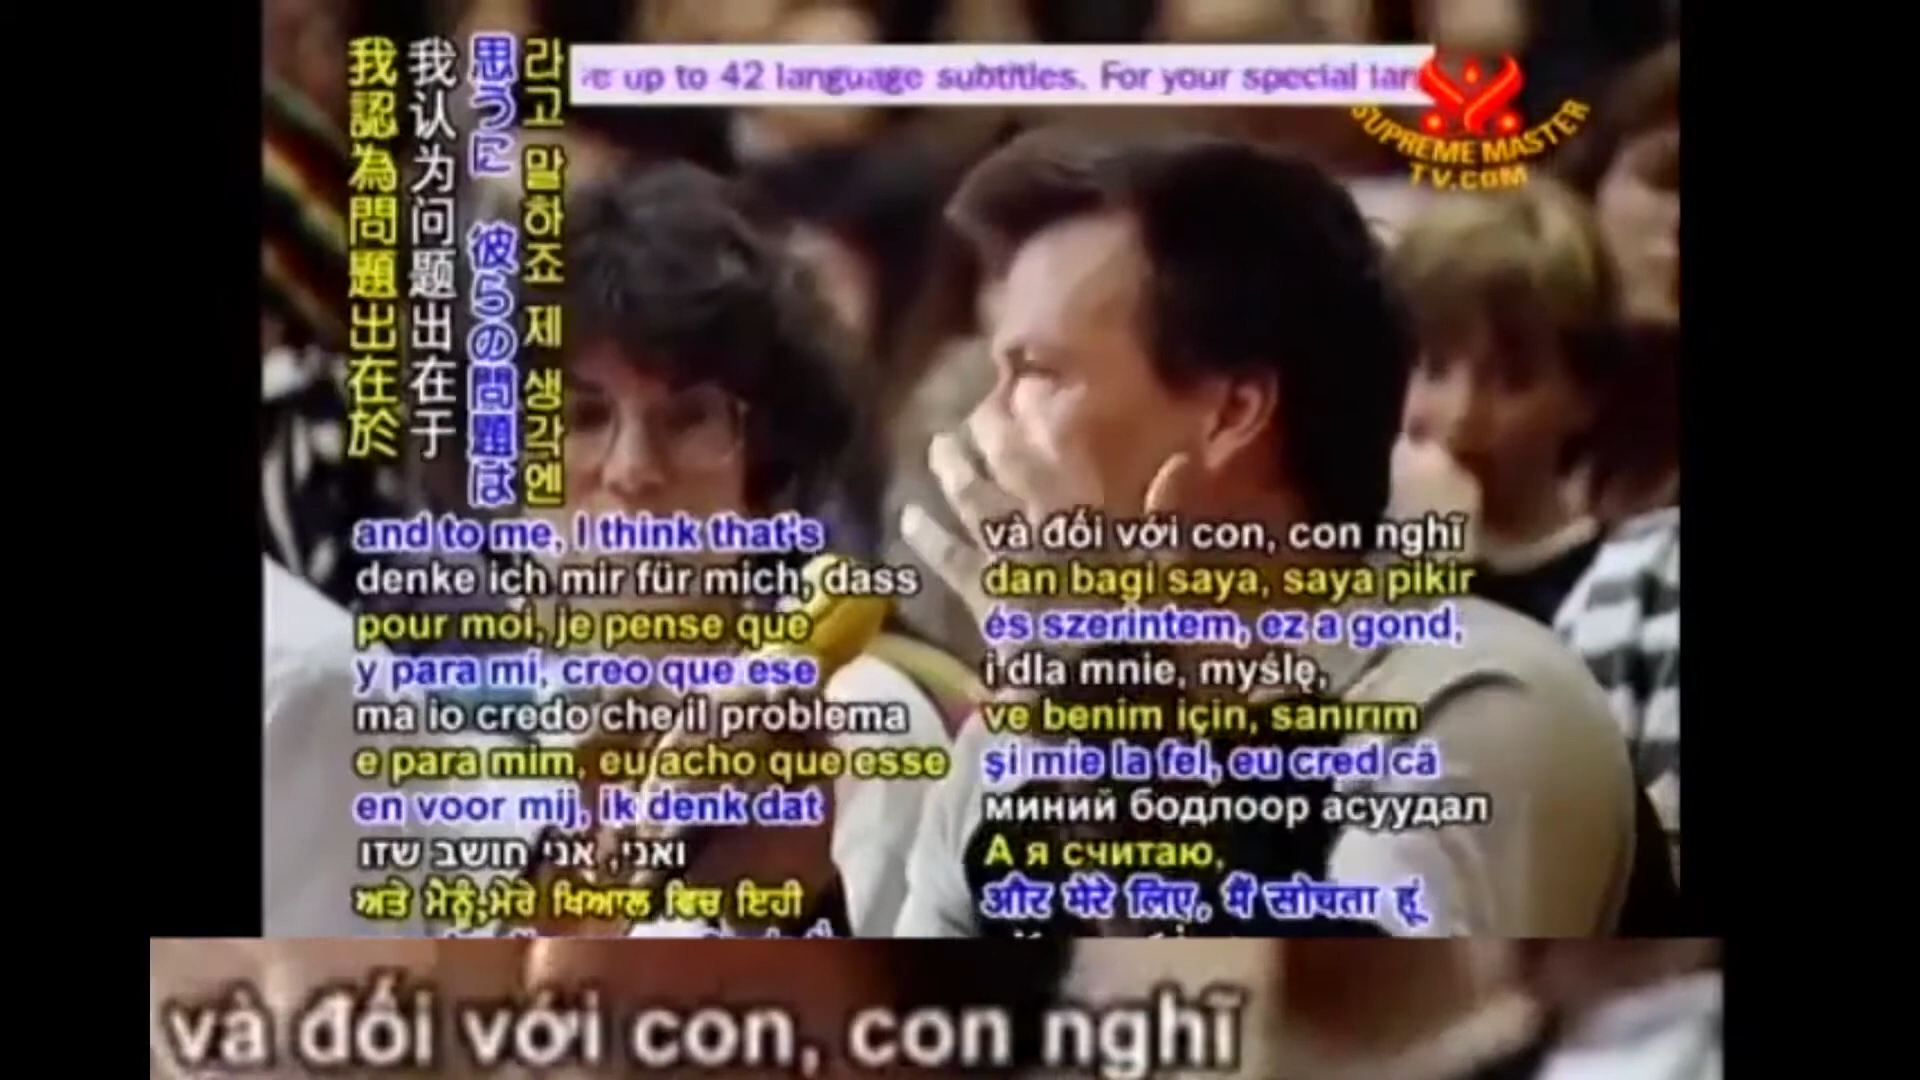 up to 42 language subtitles. For your special
SUPREME MASTER
TV.COM
라고 말하죠 제 생각엔
思うに 彼らの問題は
我认为问题出在于
我認為問題出在於
and to me, I think that's
denke ich mir für mich, dass
pour moi, je pense que
y para mí, creo que ese
ma io credo che il problema
e para mim, eu acho que esse
en voor mij, ik denk dat
ואני, אני חושב שזו
ਅਤੇ ਮੇਨੂੰ,ਮੇਰੇ ਖਿਆਲ ਵਿਚ ਇਹੀ
và đối với con, con nghĩ
dan bagi saya, saya pikir
és szerintem, ez a gond,
i dla mnie, myślę,
ve benim için, sanırım
şi mie la fel, eu cred că
миний бодлоор асуудал
А я считаю,
और मेरे लिए, मैं सोचता हूं
và đối với con, con nghĩ